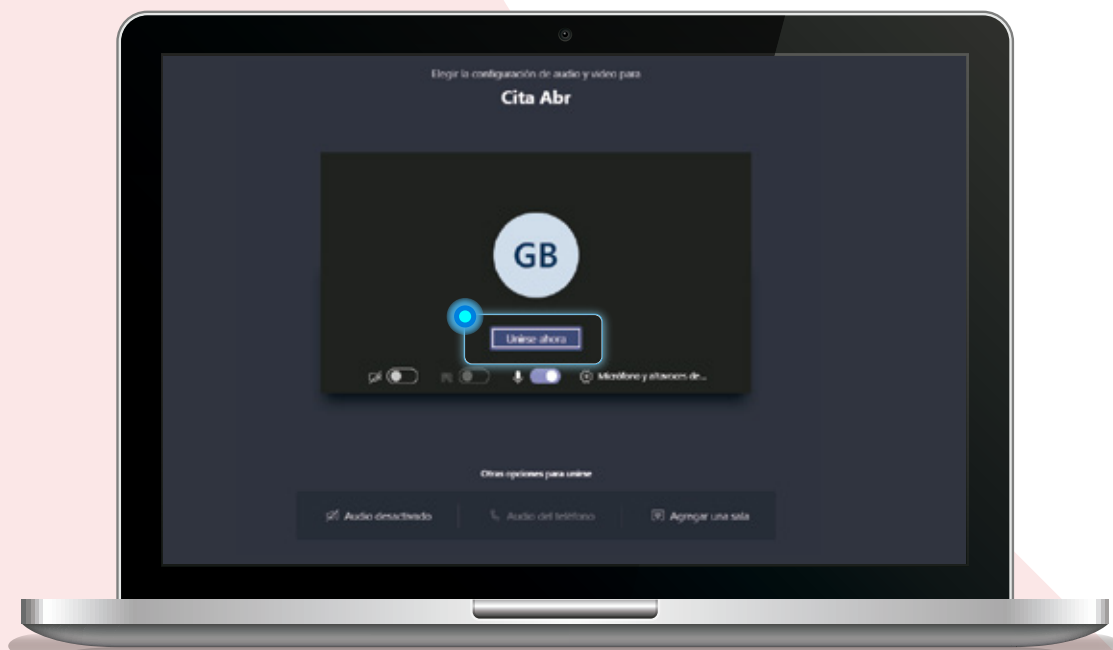 Elegir la configuración de audio y video para
Cita Abr
GB
Unirse ahora
Micrófono y altavoces de...
Otras opciones para unirse
Audio desactivado
Audio del teléfono
Agregar una sala